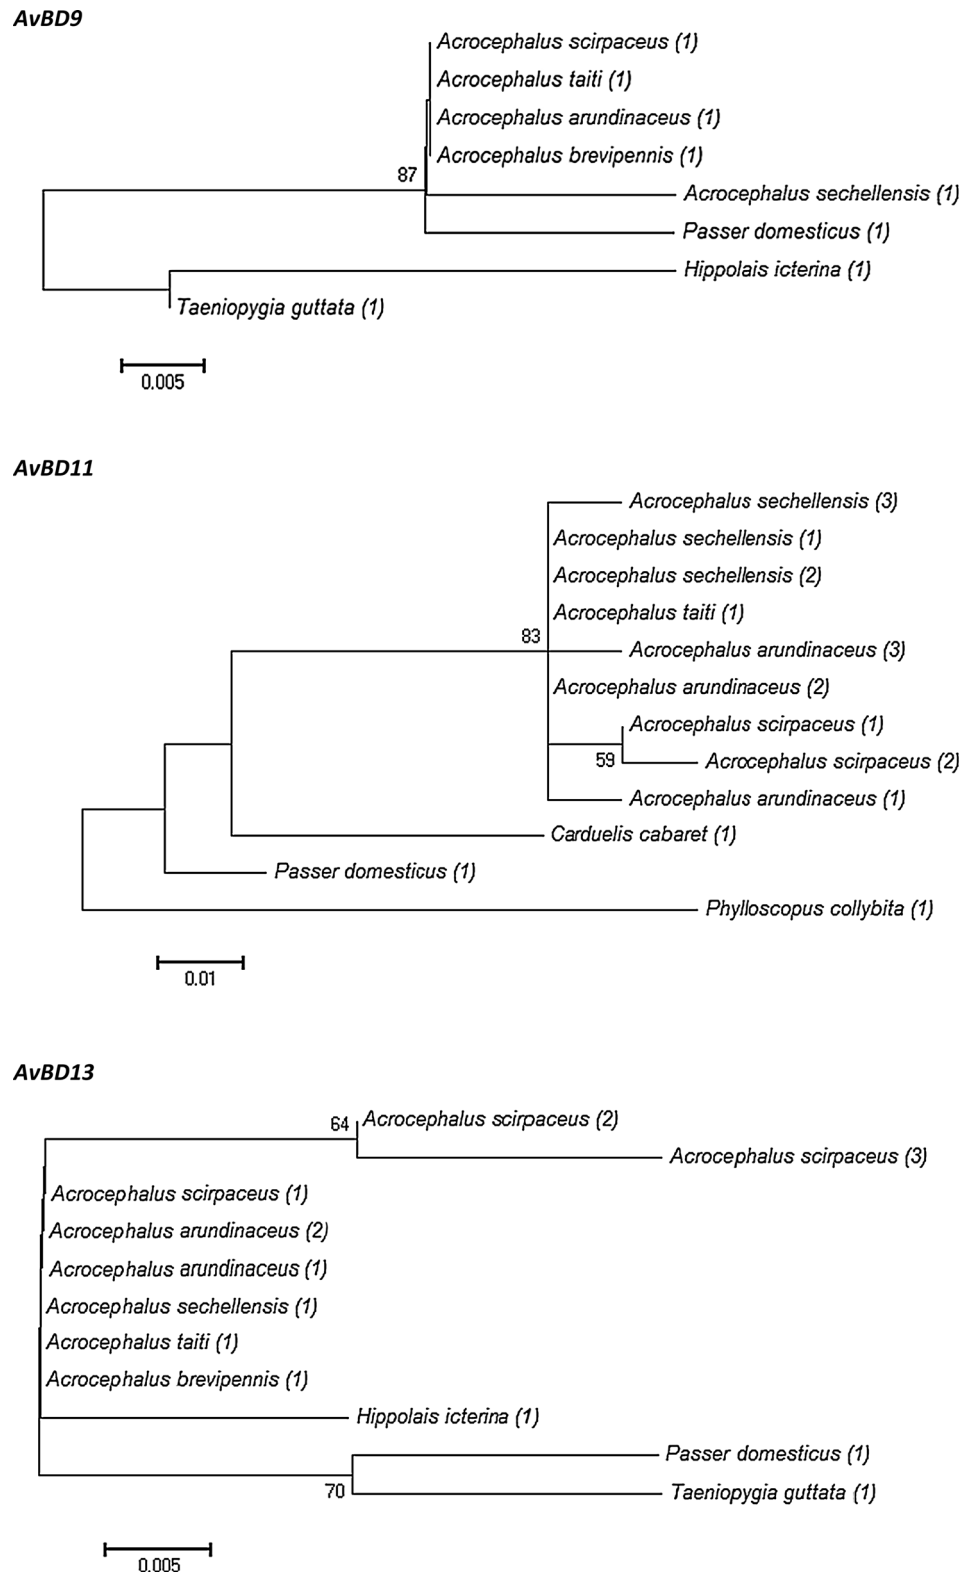 AvBD9
Acrocephalus scirpaceus (1)
Acrocephalus taiti (1)
Acrocephalus arundinaceus (1)
Acrocephalus brevipennis (1)
87
Acrocephalus sechellensis (1)
Passer domesticus (1)
Hippolais icterina (1)
Taeniopygia guttata (1)
0.005
AvBD11
Acrocephalus sechellensis (3)
Acrocephalus sechellensis (1)
Acrocephalus sechellensis (2)
Acrocephalus taiti (1)
83
Acrocephalus arundinaceus (3)
Acrocephalus arundinaceus (2)
Acrocephalus scirpaceus (1)
59
Acrocephalus scirpaceus (2)
Acrocephalus arundinaceus (1)
Carduelis cabaret (1)
Passer domesticus (1)
Phylloscopus collybita (1)
0.01
AvBD13
64
Acrocephalus scirpaceus (2)
Acrocephalus scirpaceus (3)
Acrocephalus scirpaceus (1)
Acrocephalus arundinaceus (2)
Acrocephalus arundinaceus (1)
Acrocephalus sechellensis (1)
Acrocephalus taiti (1)
Acrocephalus brevipennis (1)
Hippolais icterina (1)
Passer domesticus (1)
70
Taeniopygia guttata (1)
0.005